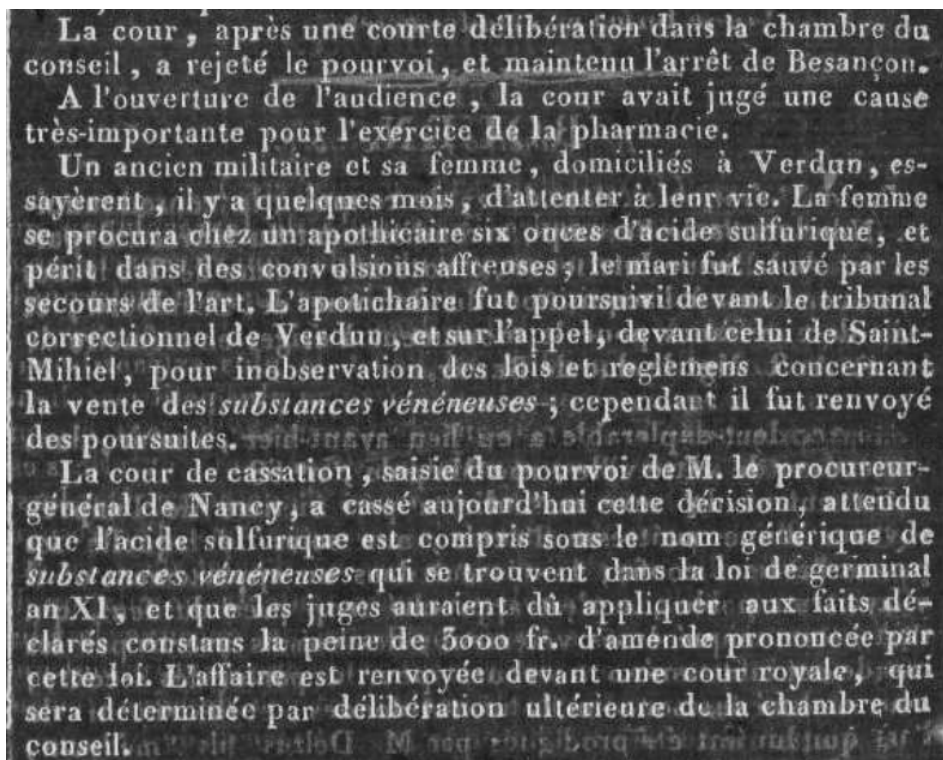 La cour, après une courte délibération dans la chambre du
conseil, a rejeté le pourvoi, et maintenu l'arrêt de Besançon.
A l'ouverture de l'audience, la cour avait jugé une cause
très-importante pour l'exercice de la pharmacie.
Un ancien militaire et sa femme, domiciliés à Verdun, es-
sayèrent, il y a quelques mois, d'attenter à leur vie. La femme
se procura chez un apothicaire six onces d'acide sulfurique, et
périt dans des convulsions affreuses; le mari fut sauvé par les
secours de l'art. L'apotichaire fut poursuivi devant le tribunal
correctionnel de Verdun, et sur l'appel, devant celui de Saint-
Mihiel, pour inobservation des lois et reglemens concernant
la vente des substances vénéneuses; cependant il fut renvoyé
des poursuites.
La cour de cassation, saisie du pourvoi de M. le procureur-
général de Nancy, a cassé aujourd'hui cette décision, attendu
que l'acide sulfurique est compris sous le nom générique de
substances vénéneuses qui se trouvent dans la loi de germinal
an XI, et que les juges auraient dû appliquer aux faits dé-
clarés constans la peine de 3000 fr. d'amende prononcée par
cette loi. L'affaire est renvoyée devant une cour royale, qui
sera déterminée par délibération ultérieure de la chambre du
conseil.